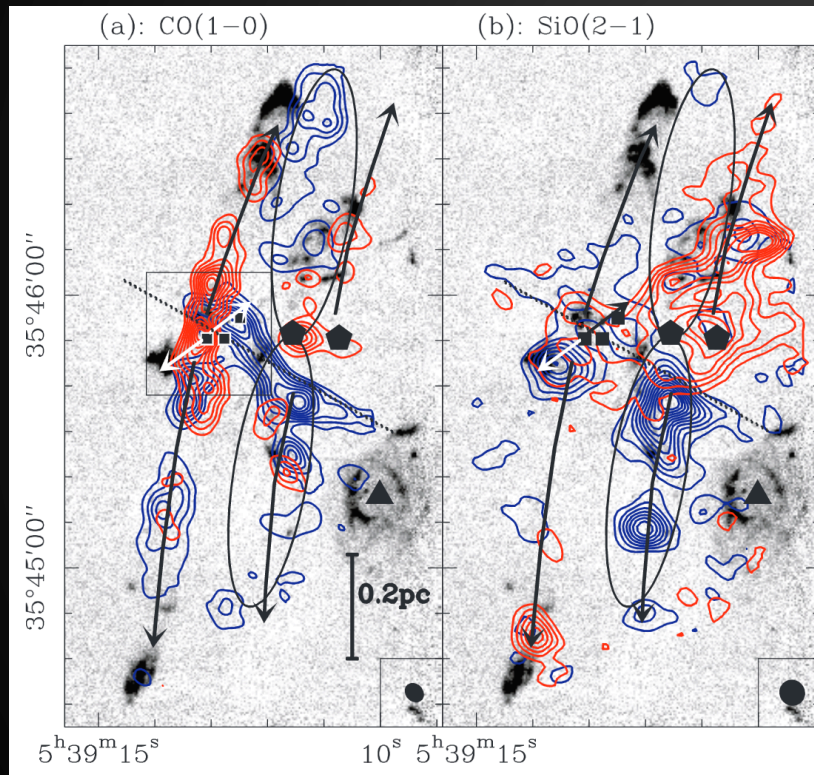 (a): CO(1-0)
(b): SiO(2-1)
35°46'00''
35°45'00''
0.2pc
5ʰ39ᵐ15ˢ
10ˢ
5ʰ39ᵐ15ˢ